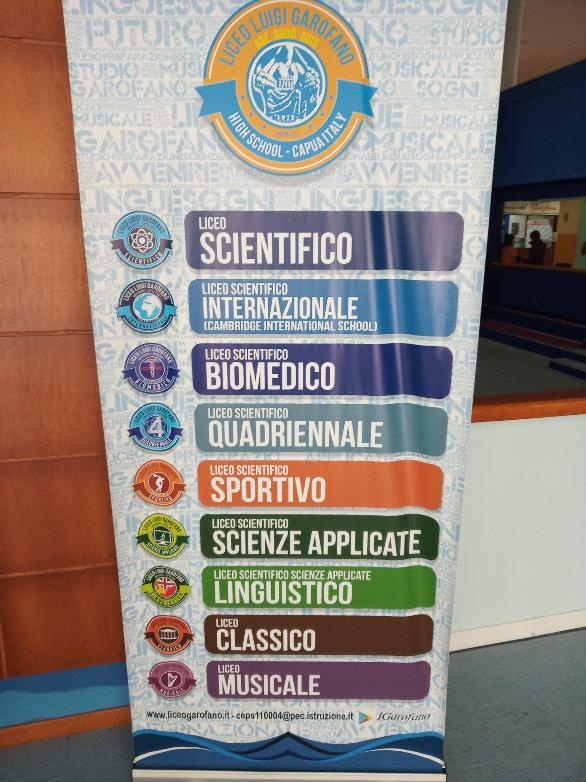 LICEO LUIGI GAROFANO
AGE QUOD AGIS
1972
HIGH SCHOOL - CAPUA ITALY
LICEO
SCIENTIFICO
LICEO SCIENTIFICO
INTERNAZIONALE
(CAMBRIDGE INTERNATIONAL SCHOOL)
LICEO SCIENTIFICO
BIOMEDICO
LICEO SCIENTIFICO
QUADRIENNALE
LICEO SCIENTIFICO
SPORTIVO
LICEO SCIENTIFICO
SCIENZE APPLICATE
LICEO SCIENTIFICO SCIENZE APPLICATE
LINGUISTICO
LICEO
CLASSICO
LICEO
MUSICALE
www.liceogarofano.it - ceps110004@pec.istruzione.it IGarofano